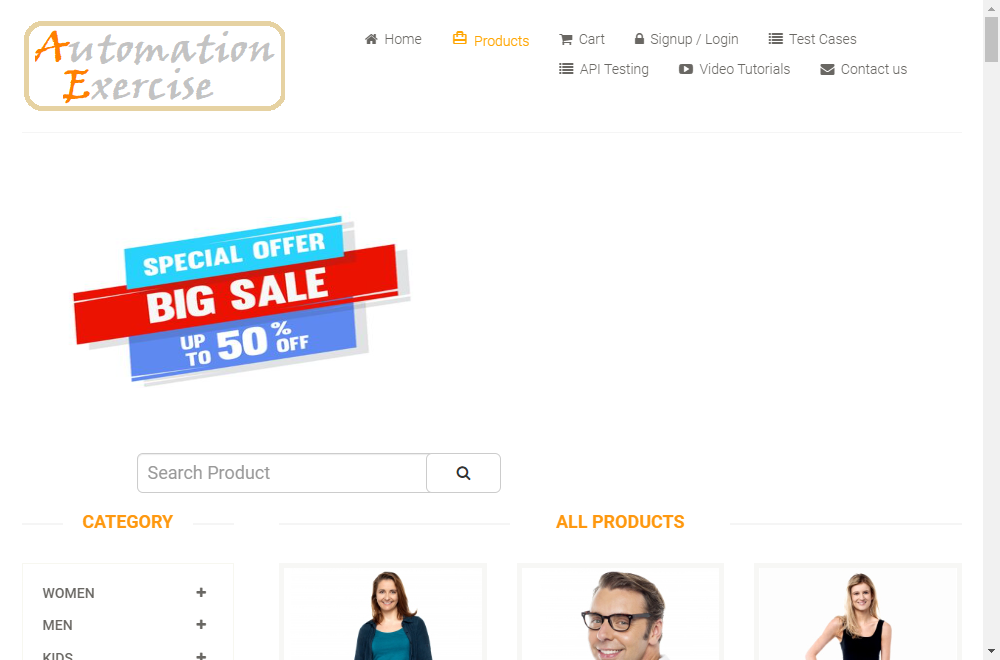 Automation
Exercise
Home
Products
Cart
Signup / Login
Test Cases
API Testing
Video Tutorials
Contact us
SPECIAL OFFER
BIG SALE
UP TO 50% OFF
Search Product
CATEGORY
ALL PRODUCTS
WOMEN +
MEN +
KIDS +